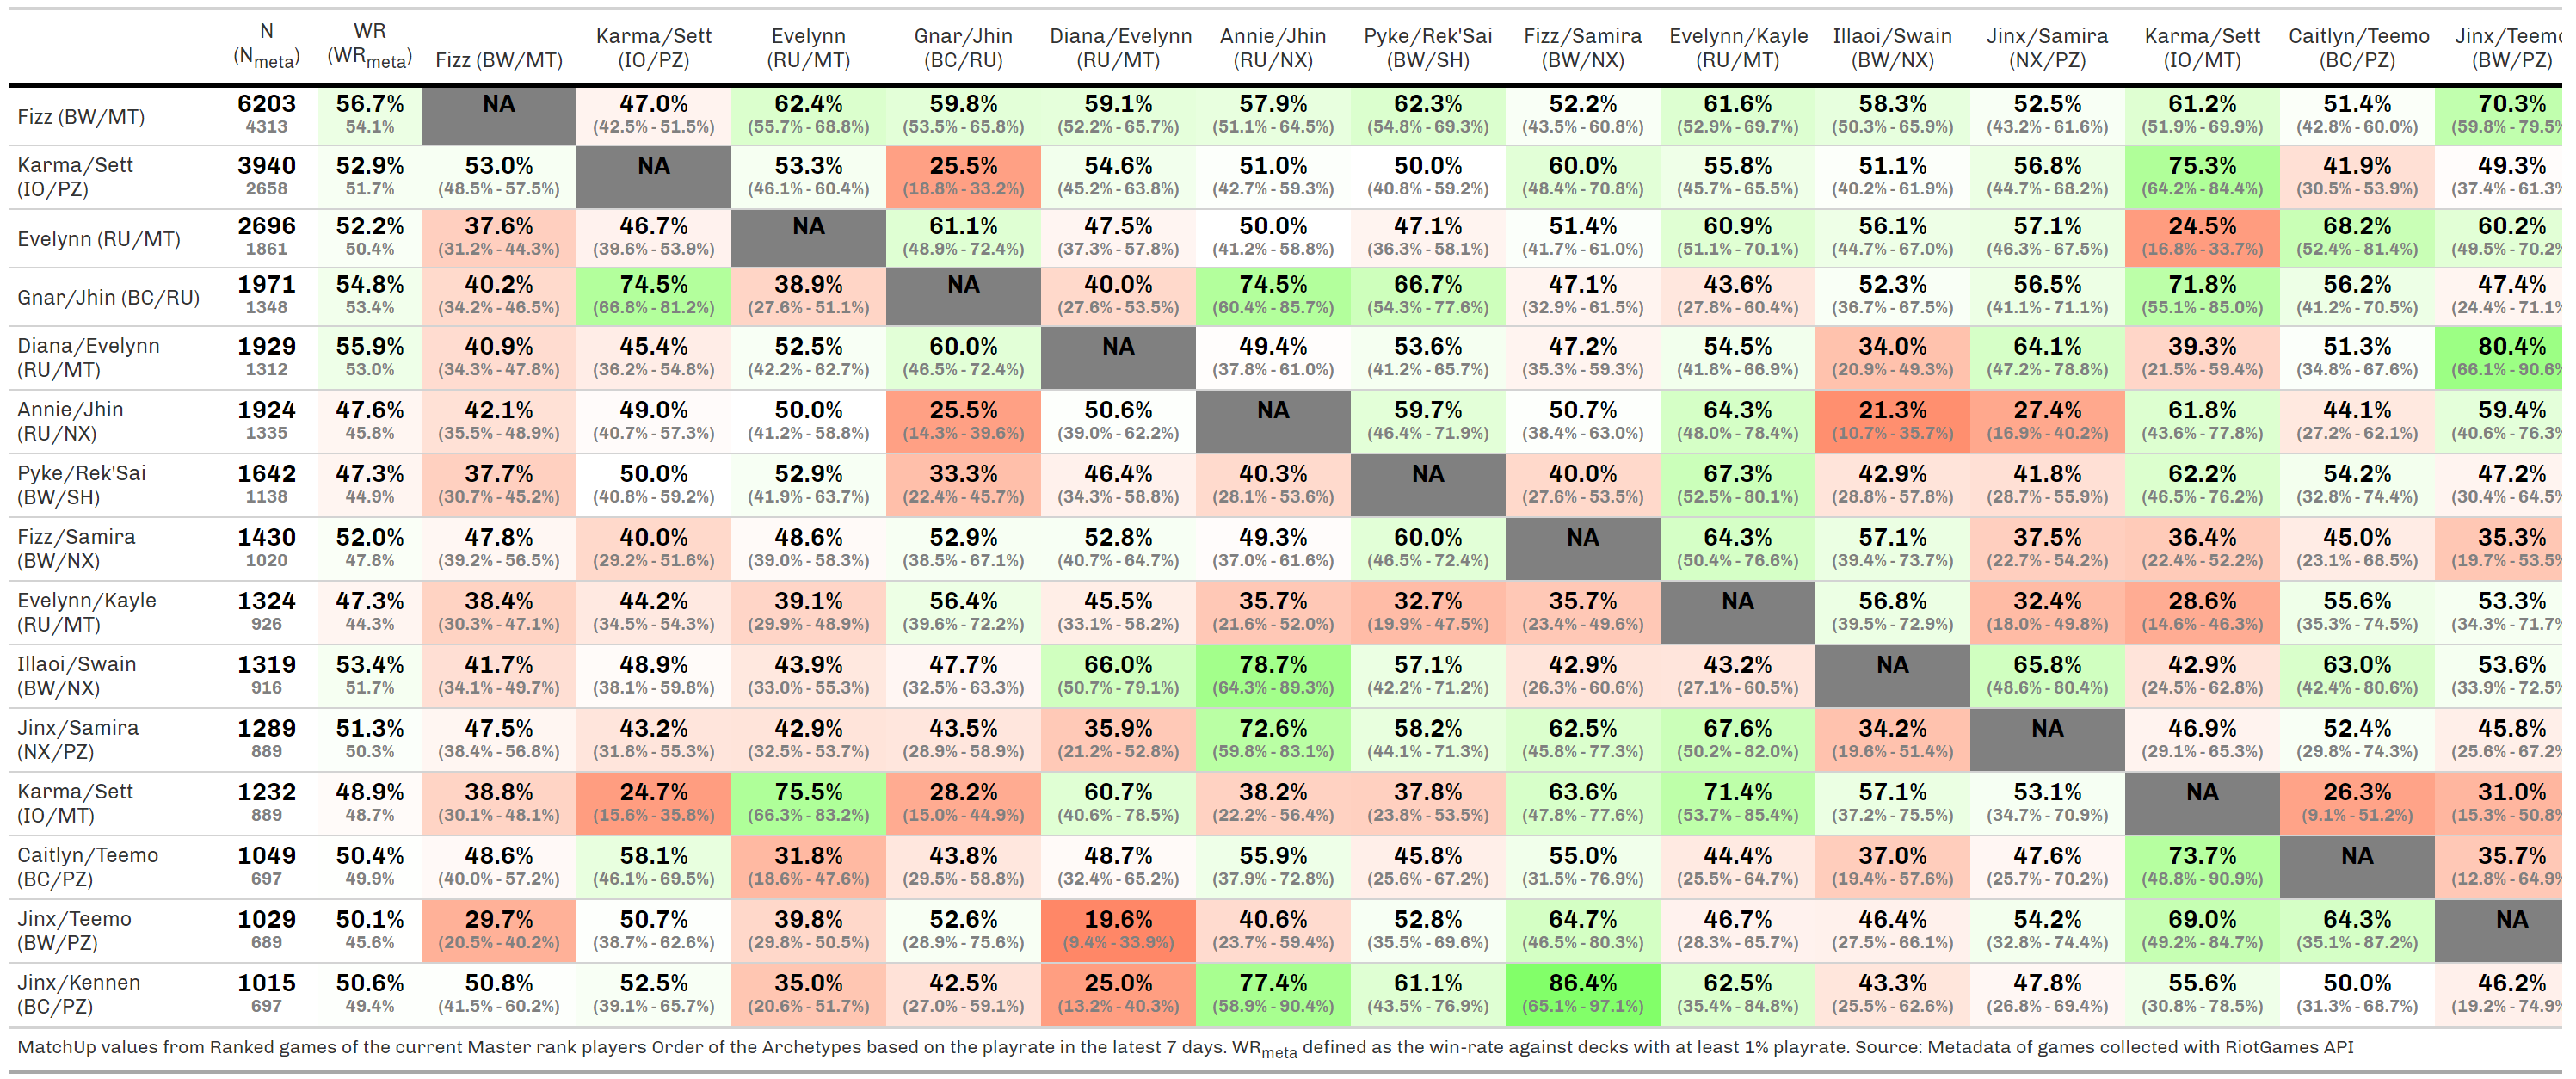 N WR Karma/Sett Evelynn Gnar/Jhin Diana/Evelynn Annie/Jhin Pyke/Rek'Sai Fizz/Samira Evelynn/Kayle Illaoi/Swain Jinx/Samira Karma/Sett Caitlyn/Teemo Jinx/Teemo
(Nmeta) (WRmeta) Fizz (BW/MT) (IO/PZ) (RU/MT) (BC/RU) (RU/MT) (RU/NX) (BW/SH) (BW/NX) (RU/MT) (BW/NX) (NX/PZ) (IO/MT) (BC/PZ) (BW/PZ)
Fizz (BW/MT) 6203 56.7% NA 47.0% 62.4% 59.8% 59.1% 57.9% 62.3% 52.2% 61.6% 58.3% 52.5% 61.2% 51.4% 70.3%
4313 54.1% (42.5% - 51.5%) (55.7% - 68.8%) (53.5% - 65.8%) (52.2% - 65.7%) (51.1% - 64.5%) (54.8% - 69.3%) (43.5% - 60.8%) (52.9% - 69.7%) (50.3% - 65.9%) (43.2% - 61.6%) (51.9% - 69.9%) (42.8% - 60.0%) (59.8% - 79.5%
Karma/Sett 3940 52.9% 53.0% NA 53.3% 25.5% 54.6% 51.0% 50.0% 60.0% 55.8% 51.1% 56.8% 75.3% 41.9% 49.3%
(IO/PZ) 2658 51.7% (48.5% - 57.5%) (46.1% - 60.4%) (18.8% - 33.2%) (45.2% - 63.8%) (42.7% - 59.3%) (40.8% - 59.2%) (48.4% - 70.8%) (45.7% - 65.5%) (40.2% - 61.9%) (44.7% - 68.2%) (64.2% - 84.4%) (30.5% - 53.9%) (37.4% - 61.3%
Evelynn (RU/MT) 2696 52.2% 37.6% 46.7% NA 61.1% 47.5% 50.0% 47.1% 51.4% 60.9% 56.1% 57.1% 24.5% 68.2% 60.2%
1861 50.4% (31.2% - 44.3%) (39.6% - 53.9%) (48.9% - 72.4%) (37.3% - 57.8%) (41.2% - 58.8%) (36.3% - 58.1%) (41.7% - 61.0%) (51.1% - 70.1%) (44.7% - 67.0%) (46.3% - 67.5%) (16.8% - 33.7%) (52.4% - 81.4%) (49.5% - 70.2%
Gnar/Jhin (BC/RU) 1971 54.8% 40.2% 74.5% 38.9% NA 40.0% 74.5% 66.7% 47.1% 43.6% 52.3% 56.5% 71.8% 56.2% 47.4%
1348 53.4% (34.2% - 46.5%) (66.8% - 81.2%) (27.6% - 51.1%) (27.6% - 53.5%) (60.4% - 85.7%) (54.3% - 77.6%) (32.9% - 61.5%) (27.8% - 60.4%) (36.7% - 67.5%) (41.1% - 71.1%) (55.1% - 85.0%) (41.2% - 70.5%) (24.4% - 71.1%
Diana/Evelynn 1929 55.9% 40.9% 45.4% 52.5% 60.0% NA 49.4% 53.6% 47.2% 54.5% 34.0% 64.1% 39.3% 51.3% 80.4%
(RU/MT) 1312 53.0% (34.3% - 47.8%) (36.2% - 54.8%) (42.2% - 62.7%) (46.5% - 72.4%) (37.8% - 61.0%) (41.2% - 65.7%) (35.3% - 59.3%) (41.8% - 66.9%) (20.9% - 49.3%) (47.2% - 78.8%) (21.5% - 59.4%) (34.8% - 67.6%) (66.1% - 90.6%
Annie/Jhin 1924 47.6% 42.1% 49.0% 50.0% 25.5% 50.6% NA 59.7% 50.7% 64.3% 21.3% 27.4% 61.8% 44.1% 59.4%
(RU/NX) 1335 45.8% (35.5% - 48.9%) (40.7% - 57.3%) (41.2% - 58.8%) (14.3% - 39.6%) (39.0% - 62.2%) (46.4% - 71.9%) (38.4% - 63.0%) (48.0% - 78.4%) (10.7% - 35.7%) (16.9% - 40.2%) (43.6% - 77.8%) (27.2% - 62.1%) (40.6% - 76.3%
Pyke/Rek'Sai 1642 47.3% 37.7% 50.0% 52.9% 33.3% 46.4% 40.3% NA 40.0% 67.3% 42.9% 41.8% 62.2% 54.2% 47.2%
(BW/SH) 1138 44.9% (30.7% - 45.2%) (40.8% - 59.2%) (41.9% - 63.7%) (22.4% - 45.7%) (34.3% - 58.8%) (28.1% - 53.6%) (27.6% - 53.5%) (52.5% - 80.1%) (28.8% - 57.8%) (28.7% - 55.9%) (46.5% - 76.2%) (32.8% - 74.4%) (30.4% - 64.5%
Fizz/Samira 1430 52.0% 47.8% 40.0% 48.6% 52.9% 52.8% 49.3% 60.0% NA 64.3% 57.1% 37.5% 36.4% 45.0% 35.3%
(BW/NX) 1020 47.8% (39.2% - 56.5%) (29.2% - 51.6%) (39.0% - 58.3%) (38.5% - 67.1%) (40.7% - 64.7%) (37.0% - 61.6%) (46.5% - 72.4%) (50.4% - 76.6%) (39.4% - 73.7%) (22.7% - 54.2%) (22.4% - 52.2%) (23.1% - 68.5%) (19.7% - 53.5%
Evelynn/Kayle 1324 47.3% 38.4% 44.2% 39.1% 56.4% 45.5% 35.7% 32.7% 35.7% NA 56.8% 32.4% 28.6% 55.6% 53.3%
(RU/MT) 926 44.3% (30.3% - 47.1%) (34.5% - 54.3%) (29.9% - 48.9%) (39.6% - 72.2%) (33.1% - 58.2%) (21.6% - 52.0%) (19.9% - 47.5%) (23.4% - 49.6%) (39.5% - 72.9%) (18.0% - 49.8%) (14.6% - 46.3%) (35.3% - 74.5%) (34.3% - 71.7%
Illaoi/Swain 1319 53.4% 41.7% 48.9% 43.9% 47.7% 66.0% 78.7% 57.1% 42.9% 43.2% NA 65.8% 42.9% 63.0% 53.6%
(BW/NX) 916 51.7% (34.1% - 49.7%) (38.1% - 59.8%) (33.0% - 55.3%) (32.5% - 63.3%) (50.7% - 79.1%) (64.3% - 89.3%) (42.2% - 71.2%) (26.3% - 60.6%) (27.1% - 60.5%) (48.6% - 80.4%) (24.5% - 62.8%) (42.4% - 80.6%) (33.9% - 72.5%
Jinx/Samira 1289 51.3% 47.5% 43.2% 42.9% 43.5% 35.9% 72.6% 58.2% 62.5% 67.6% 34.2% NA 46.9% 52.4% 45.8%
(NX/PZ) 889 50.3% (38.4% - 56.8%) (31.8% - 55.3%) (32.5% - 53.7%) (28.9% - 58.9%) (21.2% - 52.8%) (59.8% - 83.1%) (44.1% - 71.3%) (45.8% - 77.3%) (50.2% - 82.0%) (19.6% - 51.4%) (29.1% - 65.3%) (29.8% - 74.3%) (25.6% - 67.2%
Karma/Sett 1232 48.9% 38.8% 24.7% 75.5% 28.2% 60.7% 38.2% 37.8% 63.6% 71.4% 57.1% 53.1% NA 26.3% 31.0%
(IO/MT) 889 48.7% (30.1% - 48.1%) (15.6% - 35.8%) (66.3% - 83.2%) (15.0% - 44.9%) (40.6% - 78.5%) (22.2% - 56.4%) (23.8% - 53.5%) (47.8% - 77.6%) (53.7% - 85.4%) (37.2% - 75.5%) (34.7% - 70.9%) (9.1% - 51.2%) (15.3% - 50.8%
Caitlyn/Teemo 1049 50.4% 48.6% 58.1% 31.8% 43.8% 48.7% 55.9% 45.8% 55.0% 44.4% 37.0% 47.6% 73.7% NA 35.7%
(BC/PZ) 697 49.9% (40.0% - 57.2%) (46.1% - 69.5%) (18.6% - 47.6%) (29.5% - 58.8%) (32.4% - 65.2%) (37.9% - 72.8%) (25.6% - 67.2%) (31.5% - 76.9%) (25.5% - 64.7%) (19.4% - 57.6%) (25.7% - 70.2%) (48.8% - 90.9%) (12.8% - 64.9%
Jinx/Teemo 1029 50.1% 29.7% 50.7% 39.8% 52.6% 19.6% 40.6% 52.8% 64.7% 46.7% 46.4% 54.2% 69.0% 64.3% NA
(BW/PZ) 689 45.6% (20.5% - 40.2%) (38.7% - 62.6%) (29.8% - 50.5%) (28.9% - 75.6%) (9.4% - 33.9%) (23.7% - 59.4%) (35.5% - 69.6%) (46.5% - 80.3%) (28.3% - 65.7%) (27.5% - 66.1%) (32.8% - 74.4%) (49.2% - 84.7%) (35.1% - 87.2%)
Jinx/Kennen 1015 50.6% 50.8% 52.5% 35.0% 42.5% 25.0% 77.4% 61.1% 86.4% 62.5% 43.3% 47.8% 55.6% 50.0% 46.2%
(BC/PZ) 697 49.4% (41.5% - 60.2%) (39.1% - 65.7%) (20.6% - 51.7%) (27.0% - 59.1%) (13.2% - 40.3%) (58.9% - 90.4%) (43.5% - 76.9%) (65.1% - 97.1%) (35.4% - 84.8%) (25.5% - 62.6%) (26.8% - 69.4%) (30.8% - 78.5%) (31.3% - 68.7%) (19.2% - 74.9%
MatchUp values from Ranked games of the current Master rank players Order of the Archetypes based on the playrate in the latest 7 days. WRmeta defined as the win-rate against decks with at least 1% playrate. Source: Metadata of games collected with RiotGames API